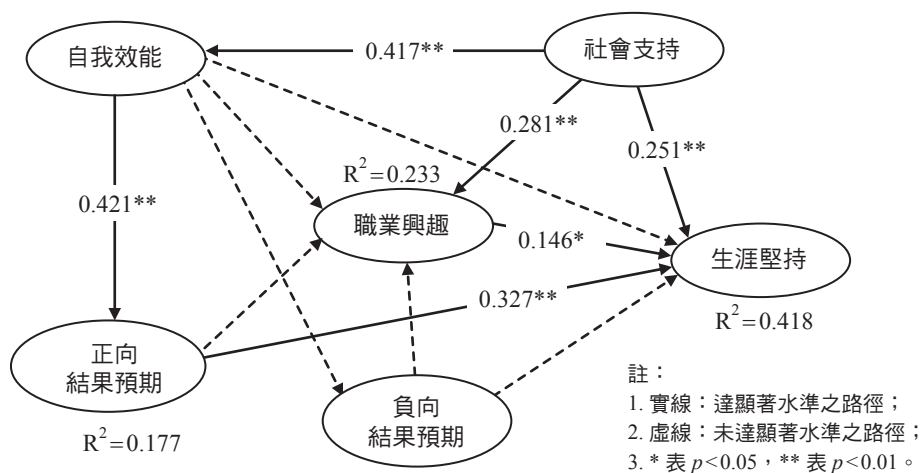 自我效能
0.417**
社會支持
0.281**
0.251**
R²=0.233
0.421**
職業興趣
0.146*
生涯堅持
0.327**
R²=0.418
正向
結果預期
負向
結果預期
R²=0.177
註：
1. 實線：達顯著水準之路徑；
2. 虛線：未達顯著水準之路徑；
3. * 表 p<0.05，** 表 p<0.01。